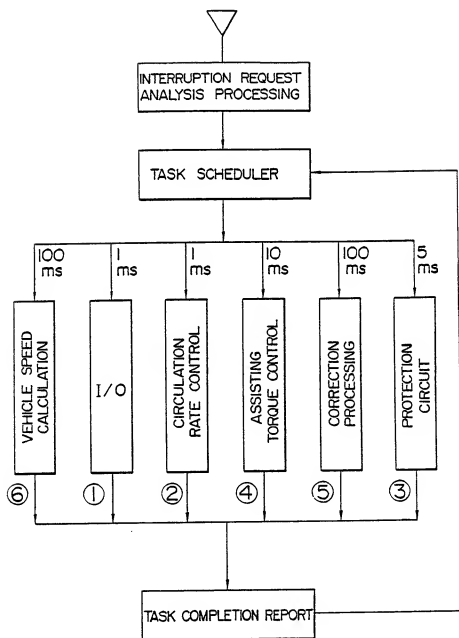 INTERRUPTION REQUEST
ANALYSIS PROCESSING
TASK SCHEDULER
100
ms
1
ms
1
ms
10
ms
100
ms
5
ms
VEHICLE SPEED
CALCULATION
I/O
CIRCULATION
RATE CONTROL
ASSISTING
TORQUE CONTROL
CORRECTION
PROCESSING
PROTECTION
CIRCUIT
⑥
①
②
④
⑤
③
TASK COMPLETION REPORT